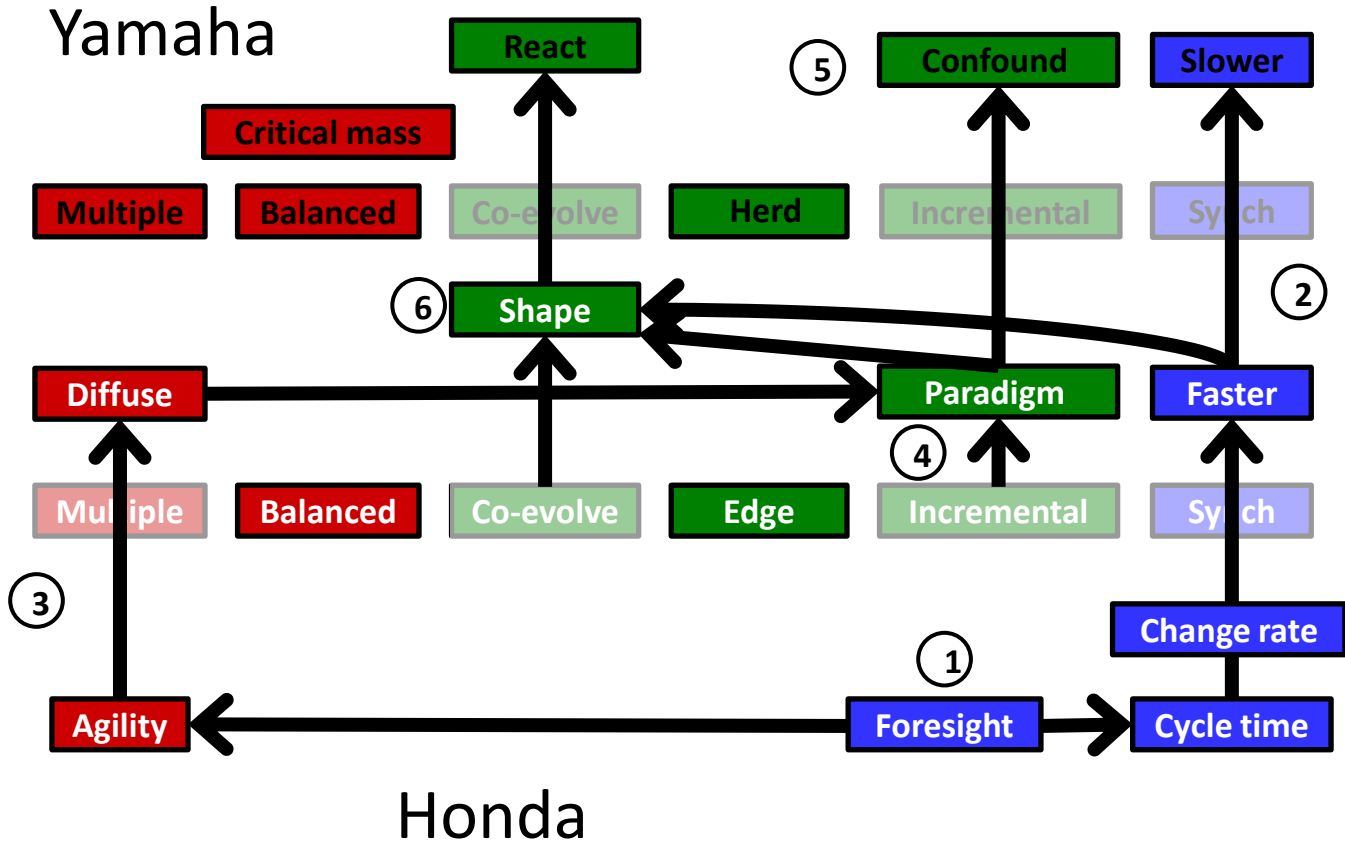 Yamaha
React
5
Confound
Slower
Critical mass
Multiple
Balanced
Co-evolve
Herd
Incremental
Synch
6
Shape
2
Diffuse
Paradigm
Faster
4
Multiple
Balanced
Co-evolve
Edge
Incremental
Synch
3
Change rate
1
Agility
Foresight
Cycle time
Honda